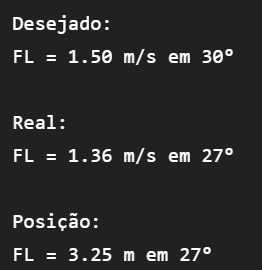 Desejado:
FL = 1.50 m/s em 30°
Real:
FL = 1.36 m/s em 27°
Posição:
FL = 3.25 m em 27°